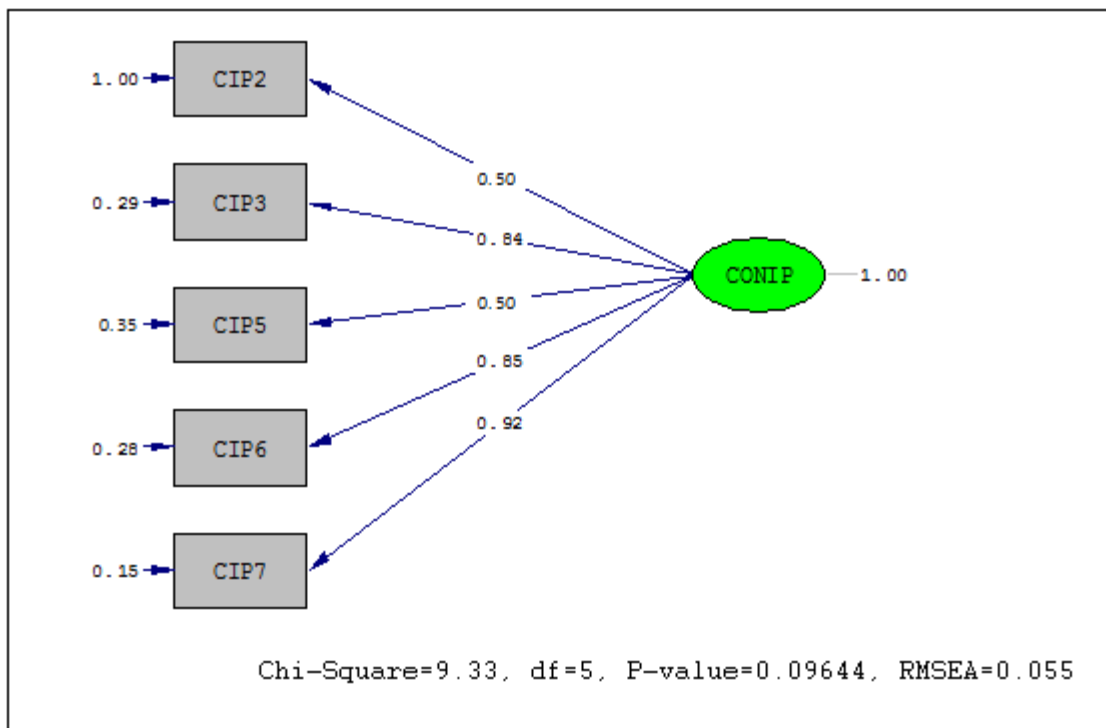 1.00 CIP2
0.50
0.29 CIP3
0.84
CONIP 1.00
0.50
0.35 CIP5
0.85
0.92
0.28 CIP6
0.15 CIP7
Chi-Square=9.33, df=5, P-value=0.09644, RMSEA=0.055